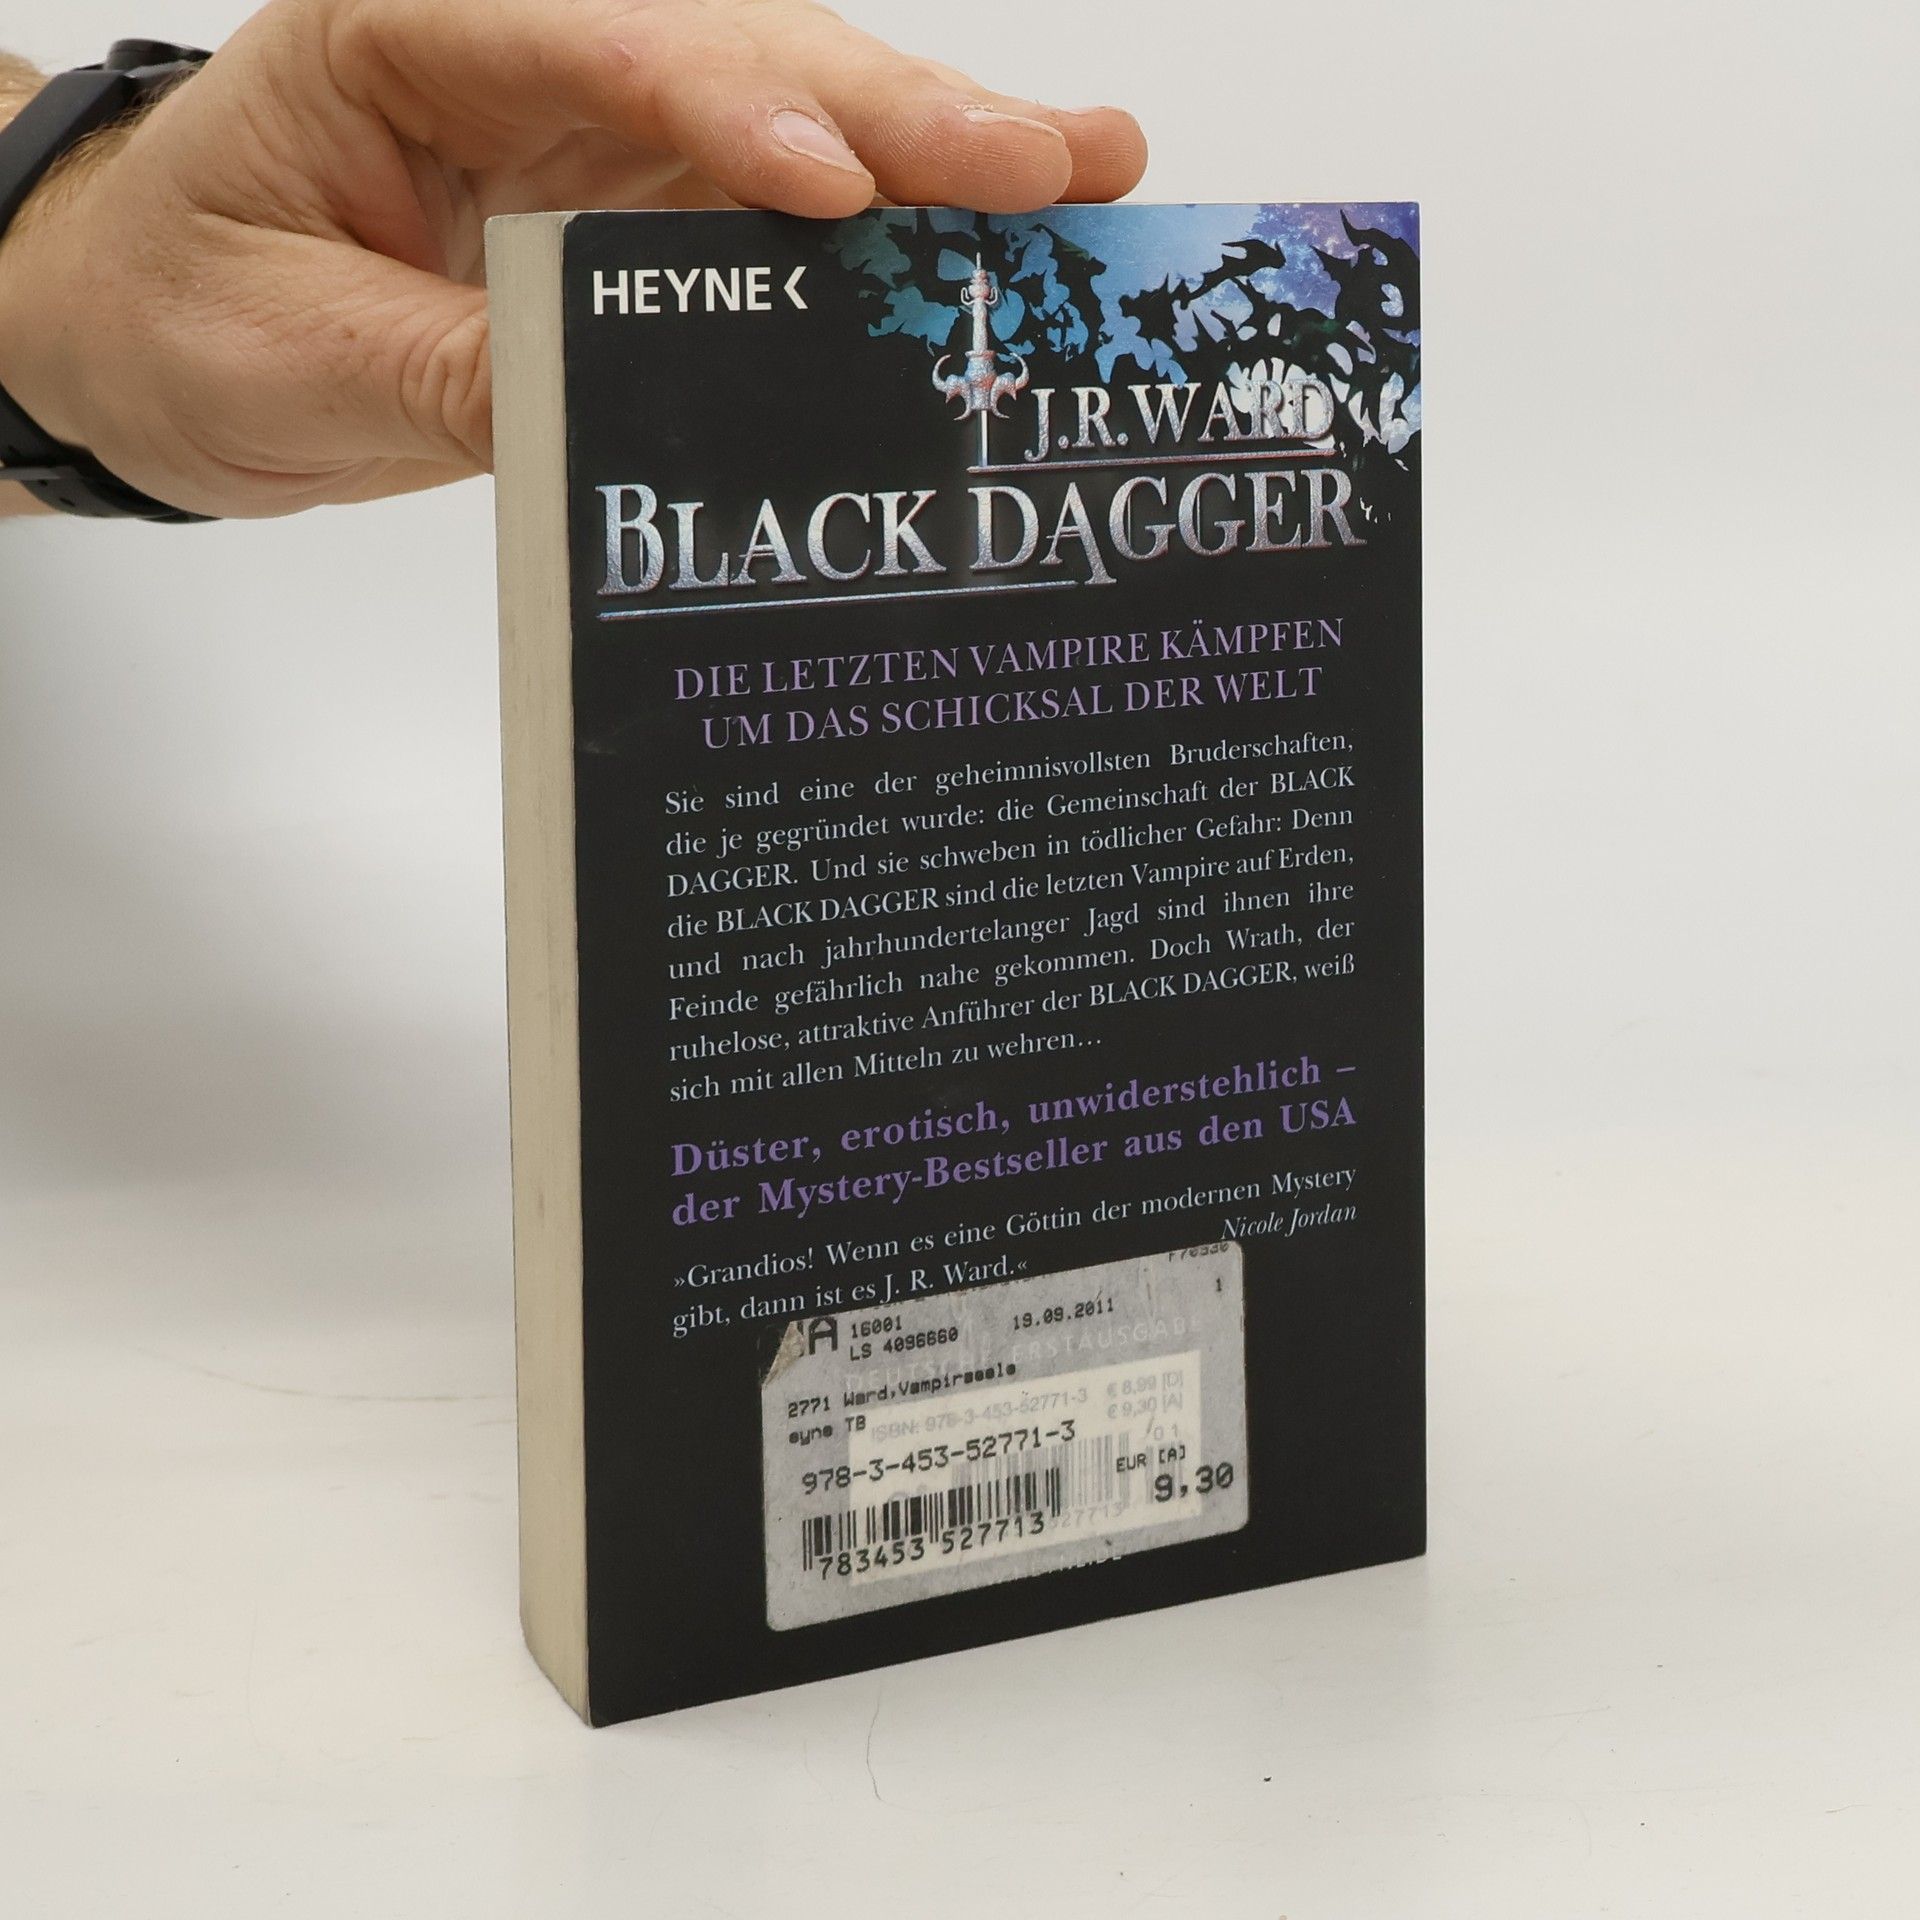 HEYNE<
J.R.WARD
BLACK DAGGER
DIE LETZTEN VAMPIRE KÄMPFEN
UM DAS SCHICKSAL DER WELT
Sie sind eine der geheimnisvollsten Bruderschaften,
die je gegründet wurde: die Gemeinschaft der BLACK
DAGGER. Und sie schweben in tödlicher Gefahr: Denn
die BLACK DAGGER sind die letzten Vampire auf Erden,
und nach jahrhundertelanger Jagd sind ihnen ihre
Feinde gefährlich nahe gekommen. Doch Wrath, der
ruhelose, attraktive Anführer der BLACK DAGGER, weiß
sich mit allen Mitteln zu wehren…
Düster, erotisch, unwiderstehlich –
der Mystery-Bestseller aus den USA
»Grandios! Wenn es eine Göttin der modernen Mystery
gibt, dann ist es J. R. Ward.«
Nicole Jordan
16001
19.09.2011
1
LS 4096660
DEUTSCHE ERSTAUSGABE
2771 Ward,Vampirseele
eyne TB
ISBN: 978-3-453-52771-3
€ 8,99 [D]
€ 9,30 [A]
978-3-453-52771-3
EUR [A]
9,30
783453 527713